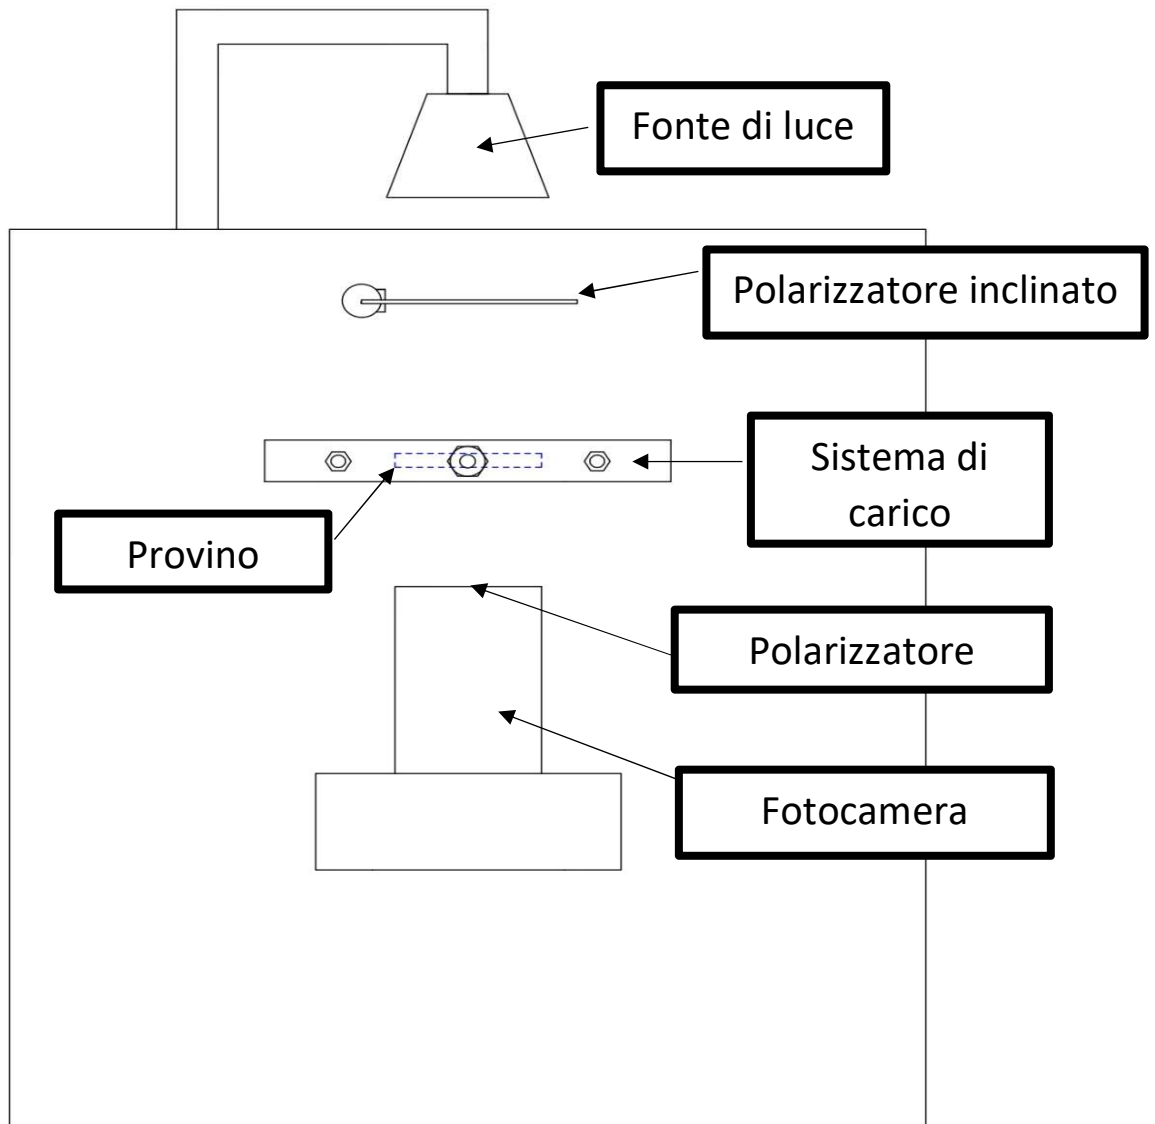 Fonte di luce
Polarizzatore inclinato
Sistema di
carico
Provino
Polarizzatore
Fotocamera